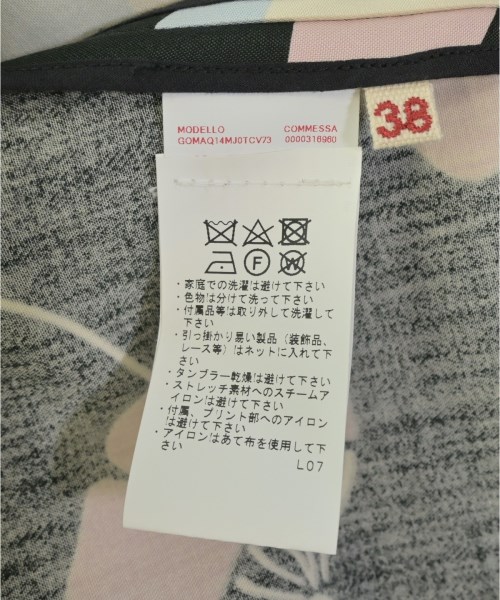 MODELLO COMMESSA
GOMAQ14MJ0TCV73 0000316960
38
F W
・家庭での洗濯は避けて下さい
・色物は分けて洗って下さい
・付属品等は取り外して洗濯して
下さい
・引っ掛かり易い製品（装飾品、
レース等）はネットに入れて下
さい
・タンブラー乾燥は避けて下さい
・ストレッチ素材へのスチームア
イロンは避けて下さい
・付属、プリント部へのアイロン
は避けて下さい
・アイロンはあて布を使用して下
さい
L07